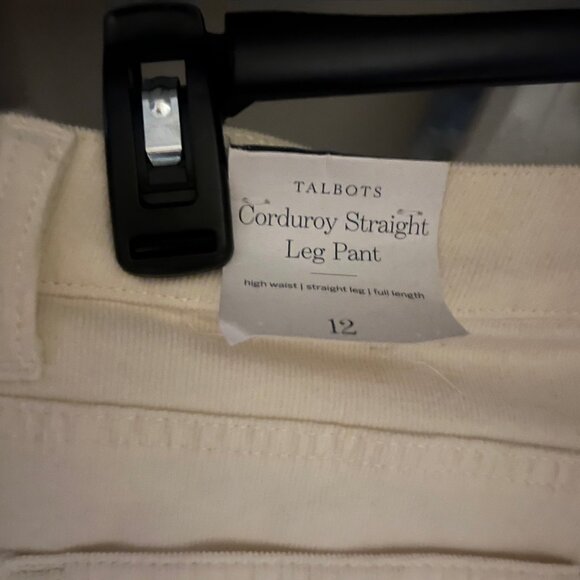 TALBOTS
Corduroy Straight
Leg Pant
high waist | straight leg | full length
12